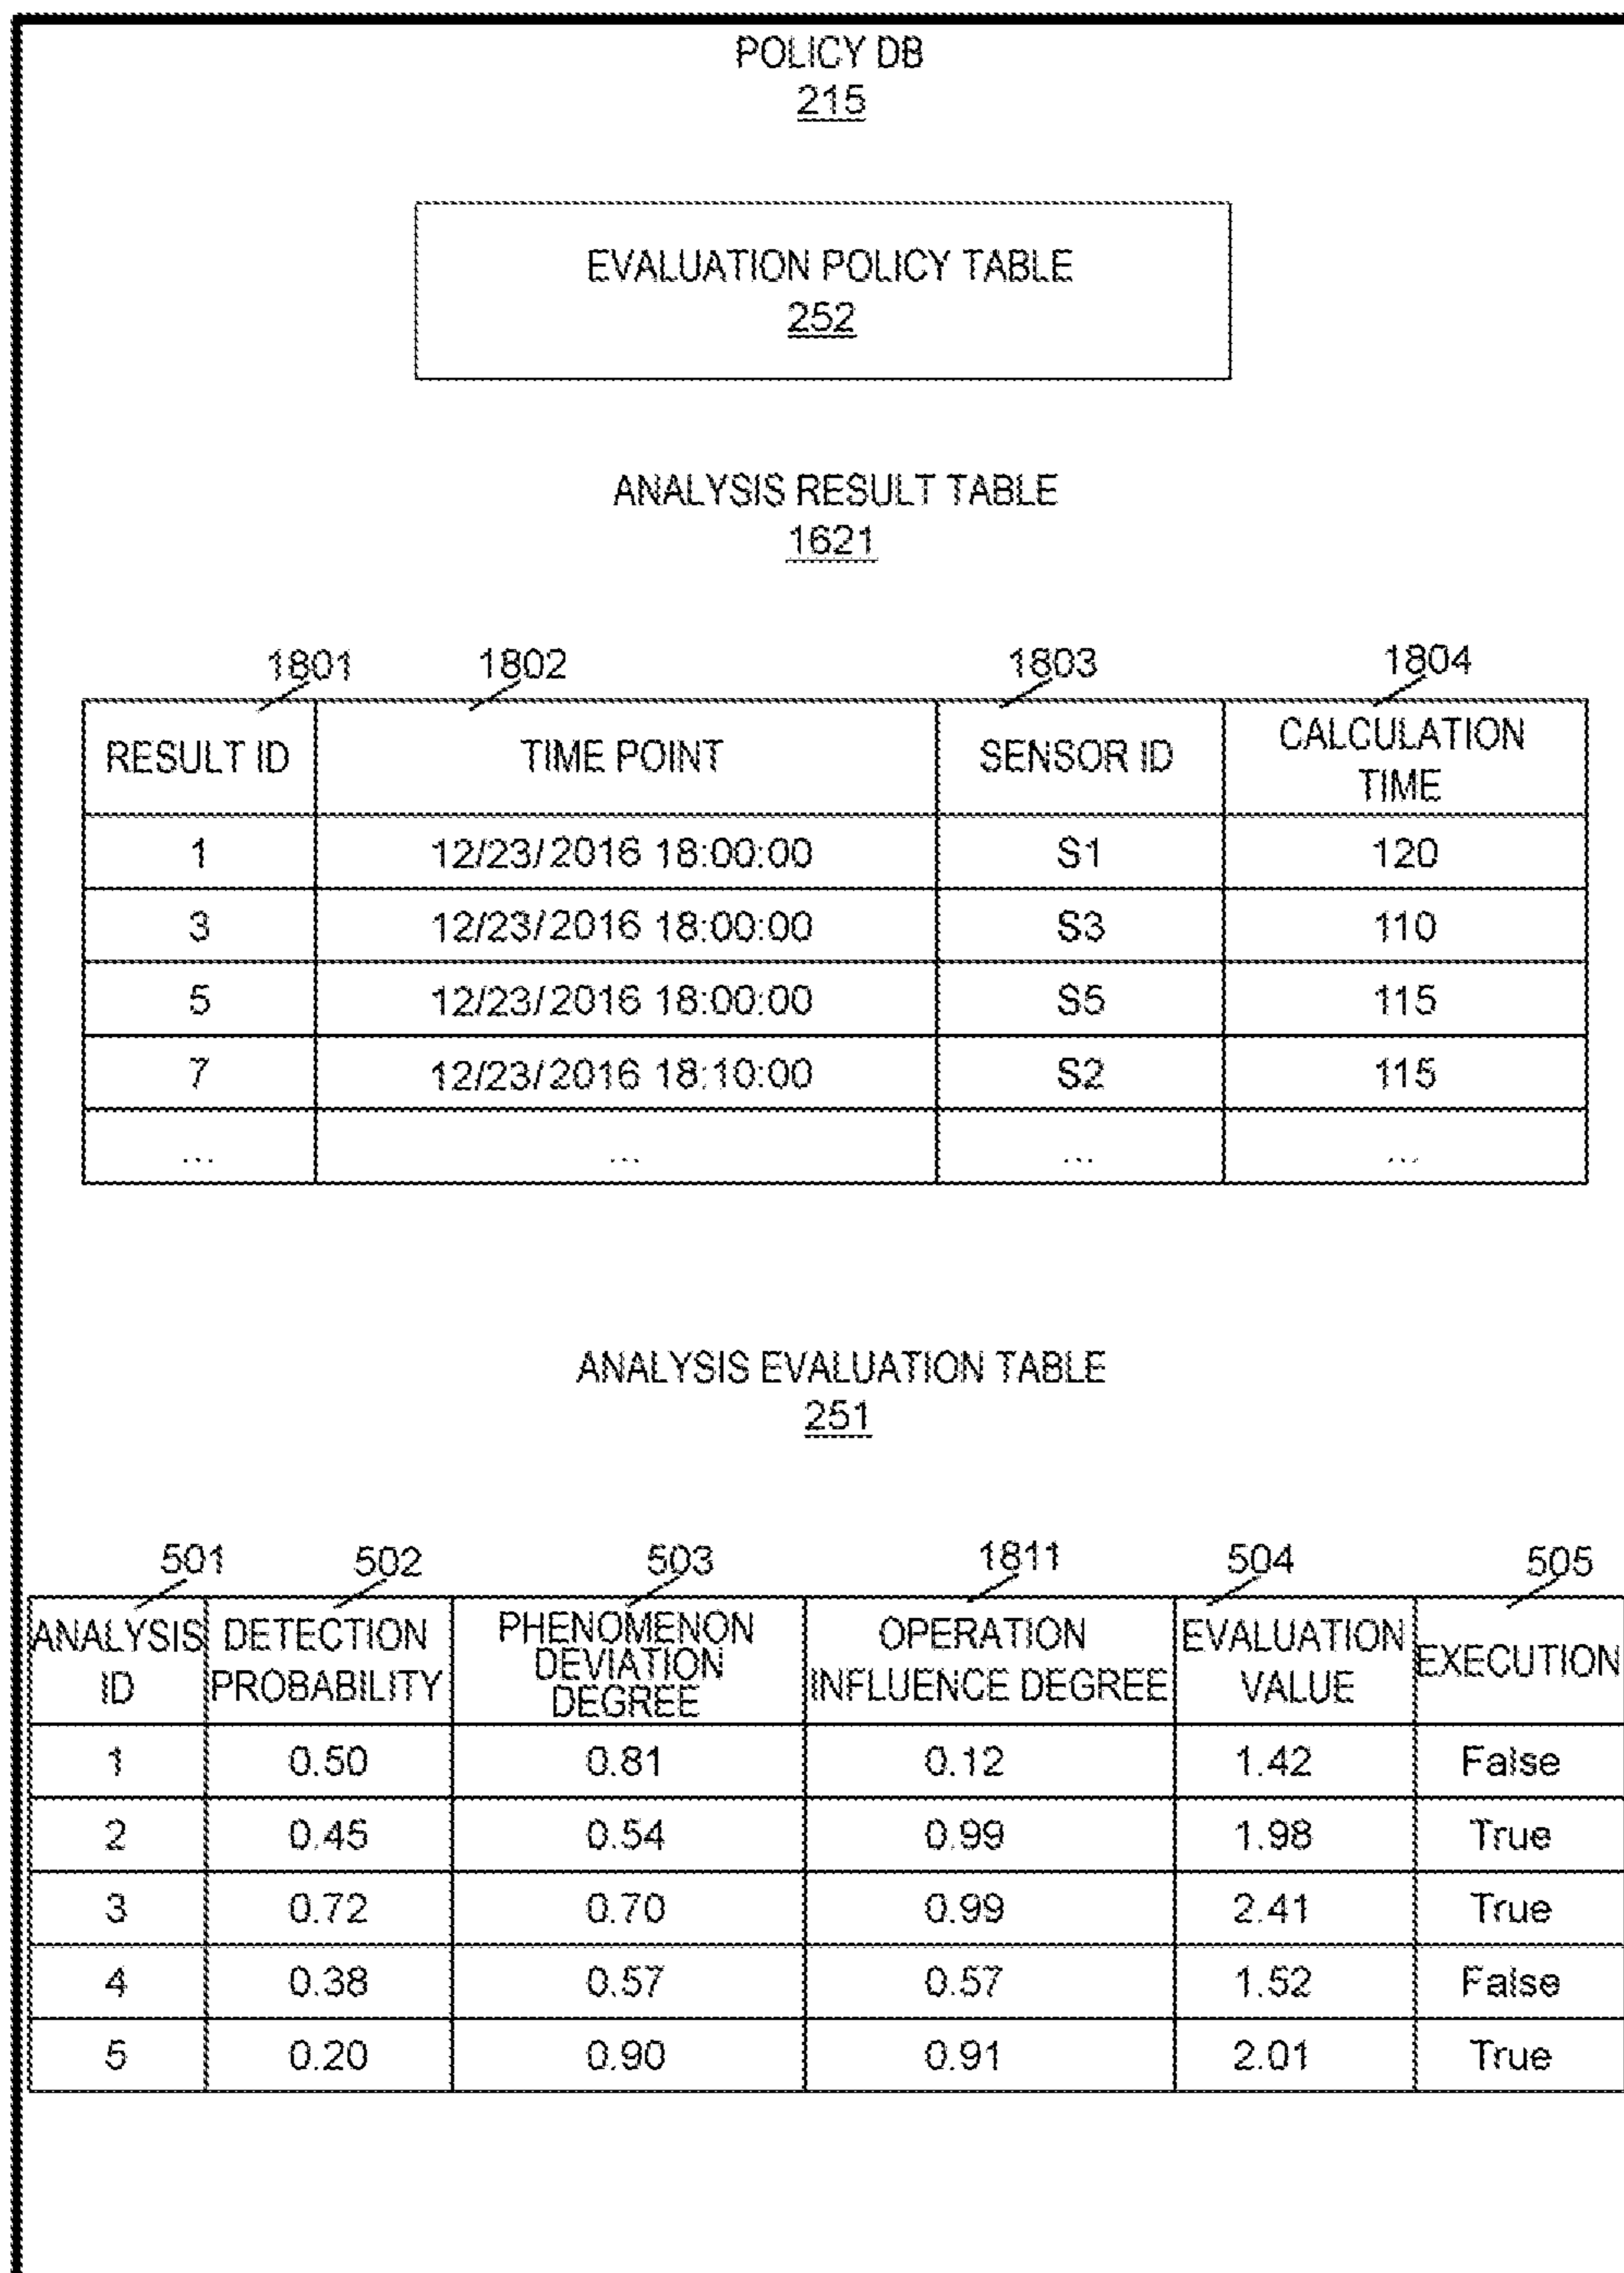 POLICY DB
215
EVALUATION POLICY TABLE
252
ANALYSIS RESULT TABLE
1621
1801 1802 1803 1804
RESULT ID TIME POINT SENSOR ID CALCULATION TIME
1 12/23/2016 18:00:00 S1 120
3 12/23/2016 18:00:00 S3 110
5 12/23/2016 18:00:00 S5 115
7 12/23/2016 18:10:00 S2 115
... ... ... ...
ANALYSIS EVALUATION TABLE
251
501 502 503 1811 504 505
ANALYSIS ID DETECTION PROBABILITY PHENOMENON DEVIATION DEGREE OPERATION INFLUENCE DEGREE EVALUATION VALUE EXECUTION
1 0.50 0.81 0.12 1.42 False
2 0.45 0.54 0.99 1.98 True
3 0.72 0.70 0.99 2.41 True
4 0.38 0.57 0.57 1.52 False
5 0.20 0.90 0.91 2.01 True